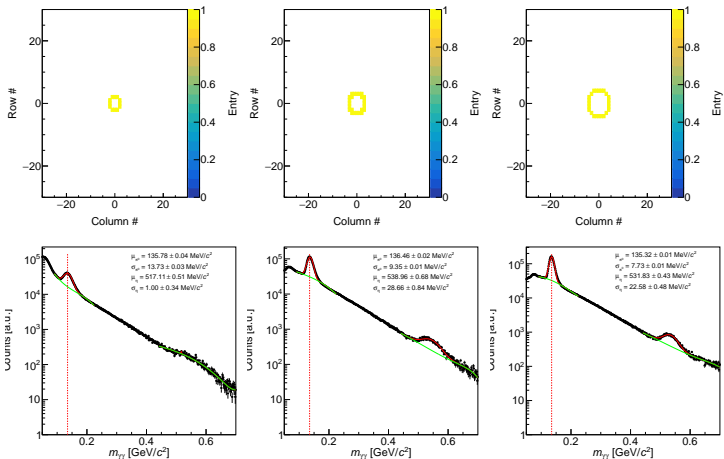 20
0
−20
Row #
−20
0
20
Column #
1
0.8
0.6
0.4
0.2
0
Entry
20
0
−20
Row #
−20
0
20
Column #
1
0.8
0.6
0.4
0.2
0
Entry
20
0
−20
Row #
−20
0
20
Column #
1
0.8
0.6
0.4
0.2
0
Entry
10⁵
10⁴
10³
10²
10
1
Counts [a.u.]
μπ⁰ = 135.78 ± 0.04 MeV/c²
σπ⁰ = 13.73 ± 0.03 MeV/c²
μη = 517.11 ± 0.51 MeV/c²
ση = 1.00 ± 0.34 MeV/c²
0.2
0.4
0.6
mγγ [GeV/c²]
10⁵
10⁴
10³
10²
10
1
Counts [a.u.]
μπ⁰ = 136.46 ± 0.02 MeV/c²
σπ⁰ = 9.35 ± 0.01 MeV/c²
μη = 538.96 ± 0.68 MeV/c²
ση = 28.66 ± 0.84 MeV/c²
0.2
0.4
0.6
mγγ [GeV/c²]
10⁵
10⁴
10³
10²
10
1
Counts [a.u.]
μπ⁰ = 135.32 ± 0.01 MeV/c²
σπ⁰ = 7.73 ± 0.01 MeV/c²
μη = 531.83 ± 0.43 MeV/c²
ση = 22.58 ± 0.48 MeV/c²
0.2
0.4
0.6
mγγ [GeV/c²]